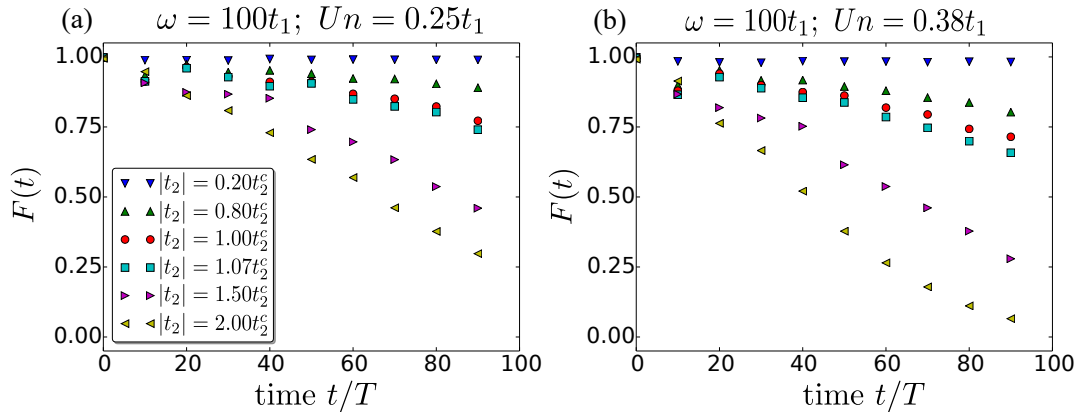 (a) ω = 100t₁; Un = 0.25t₁
1.00
0.75
0.50
0.25
0.00
F(t)
|t₂| = 0.20t₂ᶜ
|t₂| = 0.80t₂ᶜ
|t₂| = 1.00t₂ᶜ
|t₂| = 1.07t₂ᶜ
|t₂| = 1.50t₂ᶜ
|t₂| = 2.00t₂ᶜ
0 20 40 60 80 100
time t/T
(b) ω = 100t₁; Un = 0.38t₁
1.00
0.75
0.50
0.25
0.00
F(t)
0 20 40 60 80 100
time t/T